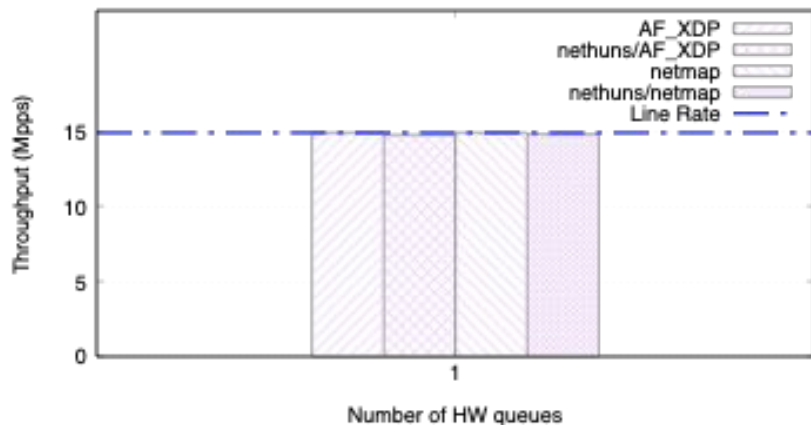 AF_XDP
nethuns/AF_XDP
netmap
nethuns/netmap
Line Rate
Throughput (Mpps)
15
10
5
0
1
Number of HW queues